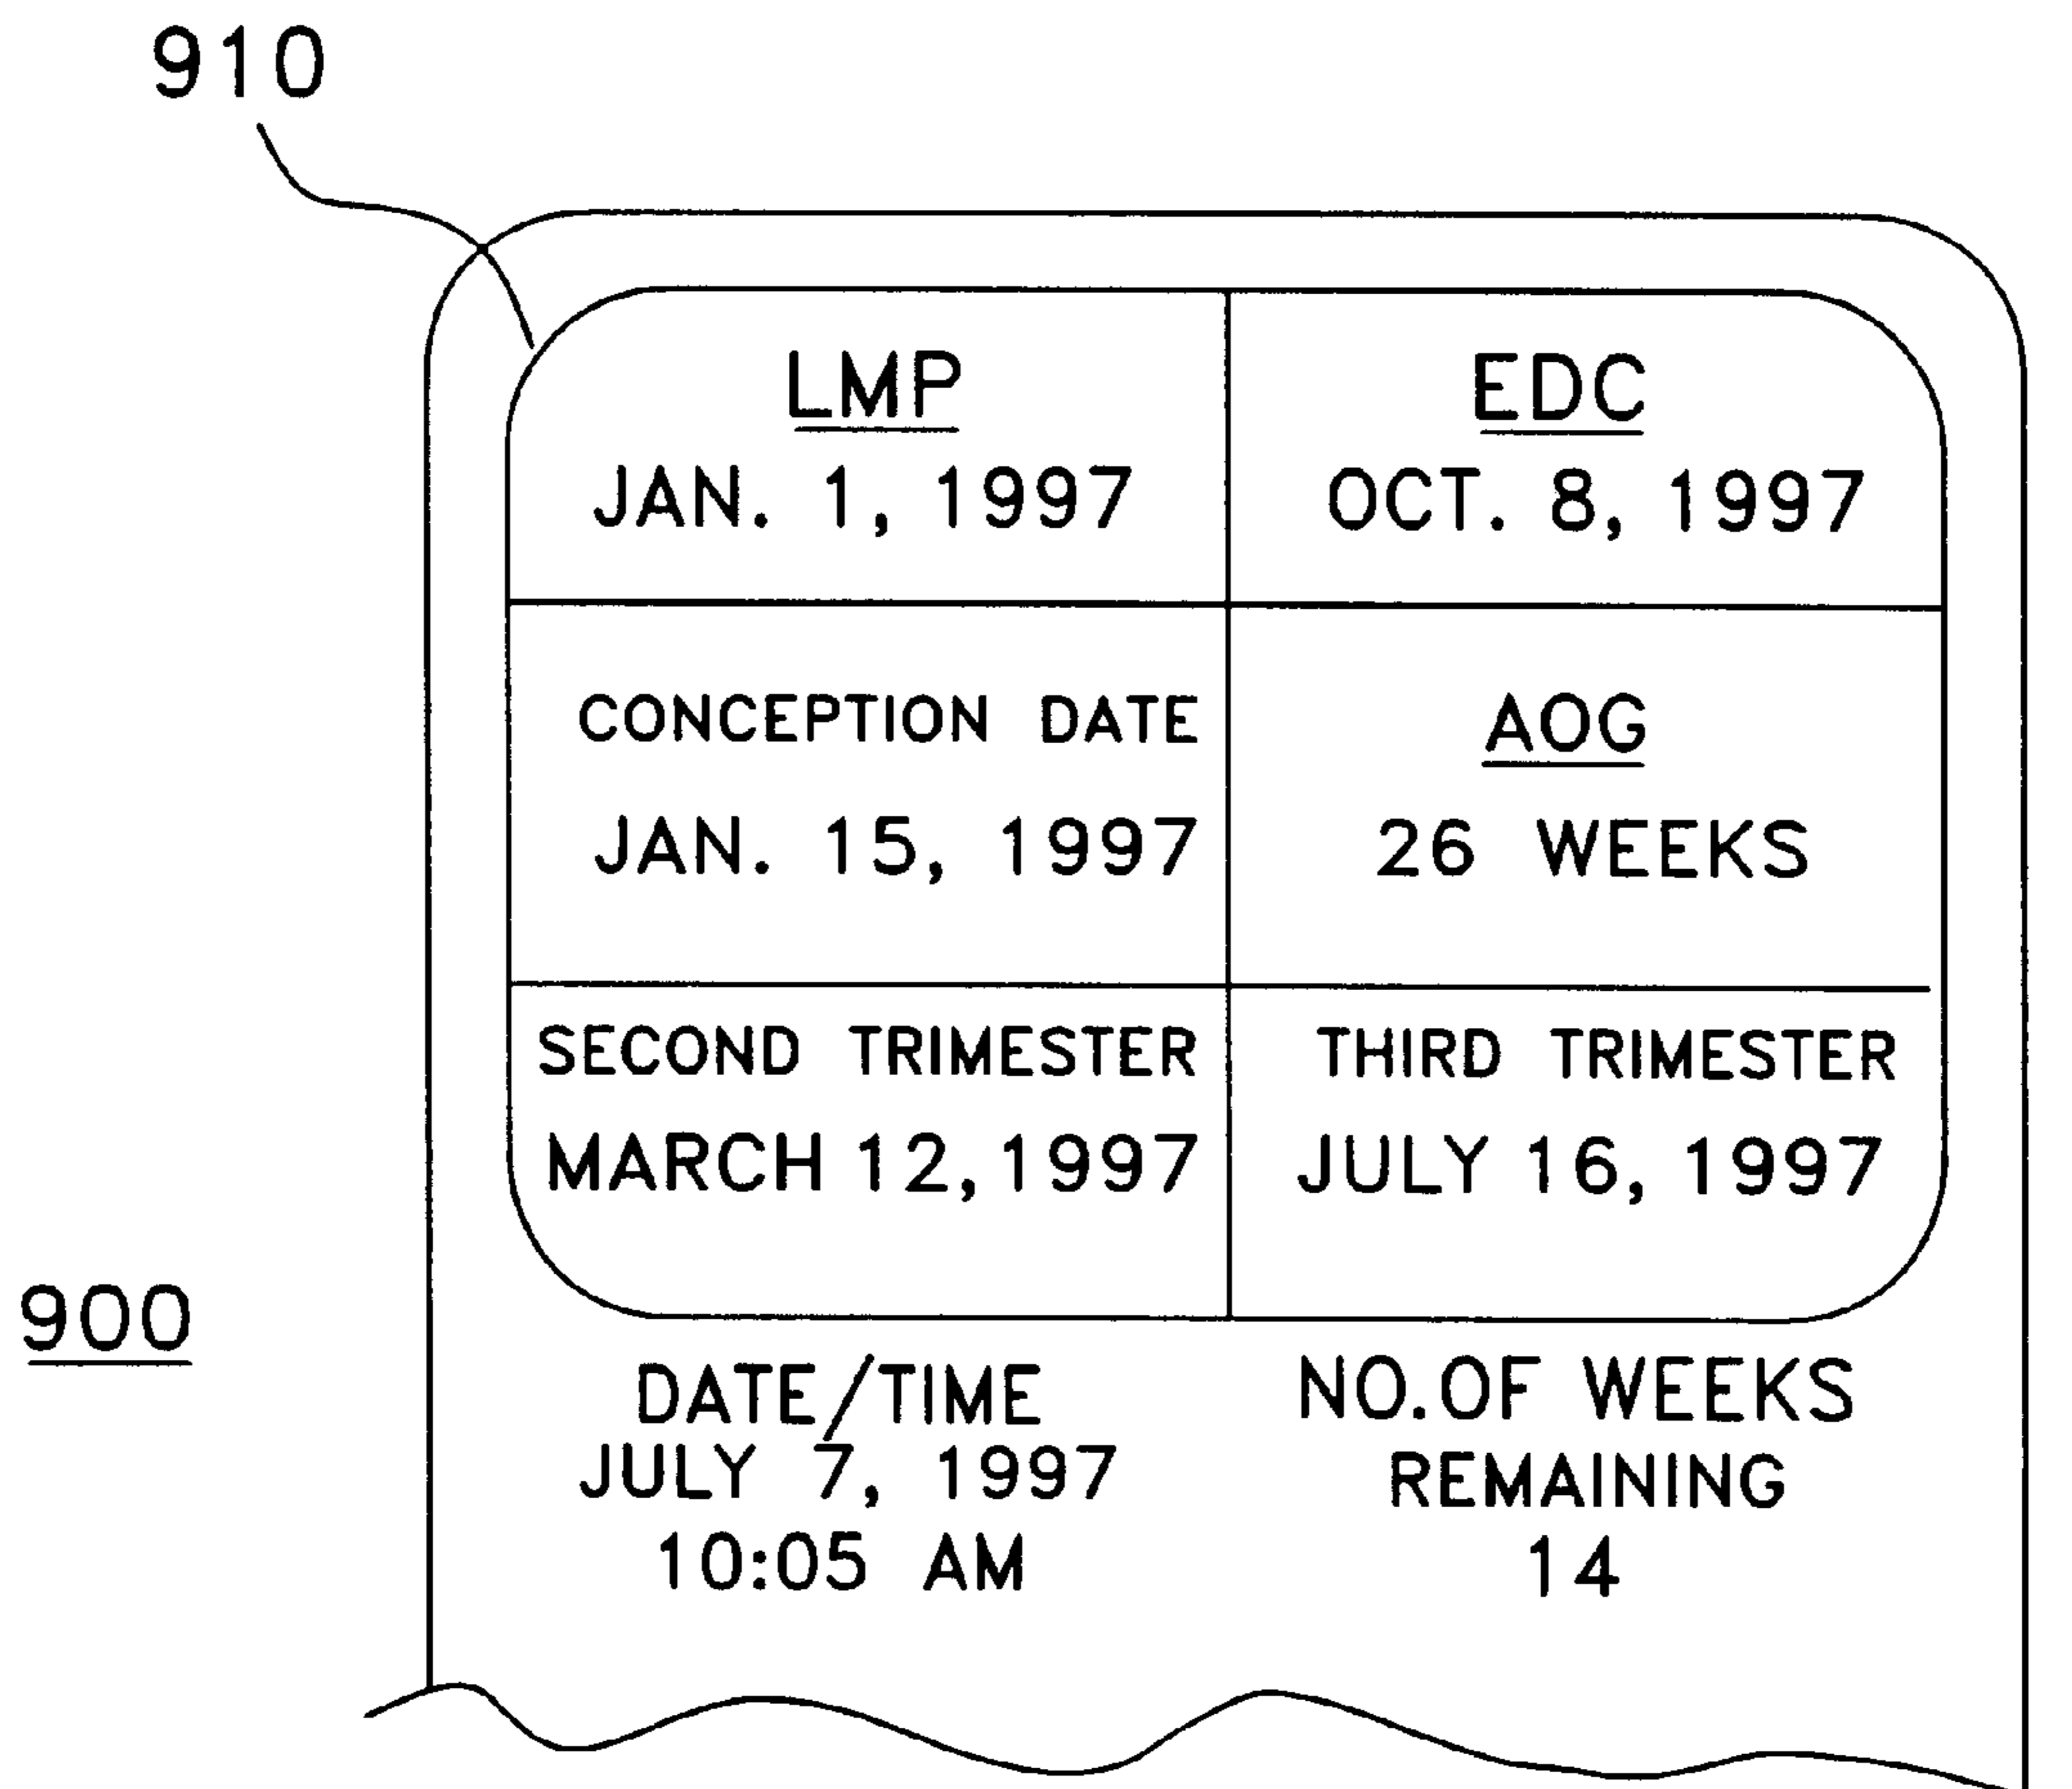 910
LMP
JAN. 1, 1997
EDC
OCT. 8, 1997
CONCEPTION DATE
JAN. 15, 1997
AOG
26 WEEKS
SECOND TRIMESTER
MARCH 12, 1997
THIRD TRIMESTER
JULY 16, 1997
900
DATE/TIME
JULY 7, 1997
10:05 AM
NO.OF WEEKS
REMAINING
14